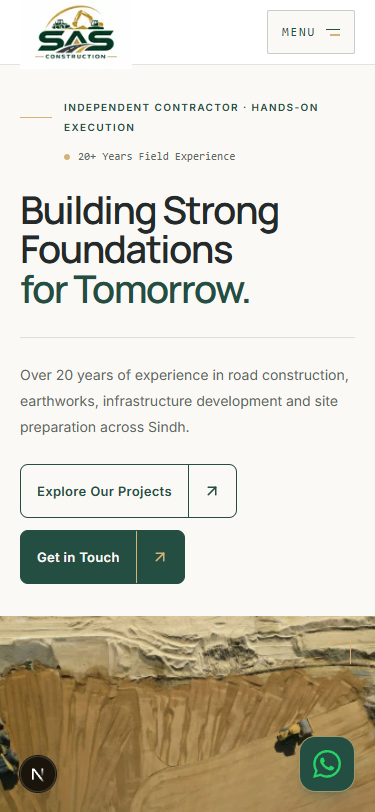 SAS
CONSTRUCTION
MENU
INDEPENDENT CONTRACTOR · HANDS-ON
EXECUTION
20+ Years Field Experience
Building Strong
Foundations
for Tomorrow.
Over 20 years of experience in road construction,
earthworks, infrastructure development and site
preparation across Sindh.
Explore Our Projects
Get in Touch
N